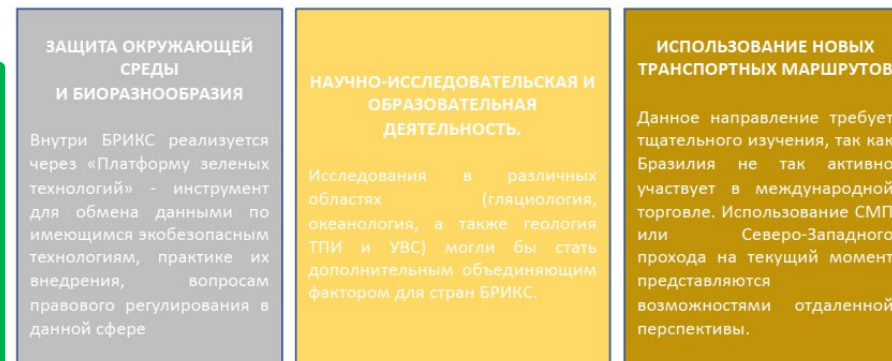 ЗАЩИТА ОКРУЖАЮЩЕЙ
СРЕДЫ
И БИОРАЗНООБРАЗИЯ
Внутри БРИКС реализуется
через «Платформу зеленых
технологий» - инструмент
для обмена данными по
имеющимся экобезопасным
технологиям, практике их
внедрения, вопросам
правового регулирования в
данной сфере
НАУЧНО-ИССЛЕДОВАТЕЛЬСКАЯ И
ОБРАЗОВАТЕЛЬНАЯ
ДЕЯТЕЛЬНОСТЬ.
Исследования в различных
областях (гляциология,
океанология, а также геология
ТПИ и УВС) могли бы стать
дополнительным объединяющим
фактором для стран БРИКС.
ИСПОЛЬЗОВАНИЕ НОВЫХ
ТРАНСПОРТНЫХ МАРШРУТОВ
Данное направление требует
тщательного изучения, так как
Бразилия не так активно
участвует в международной
торговле. Использование СМП
или Северо-Западного
прохода на текущий момент
представляются
возможностями отдаленной
перспективы.